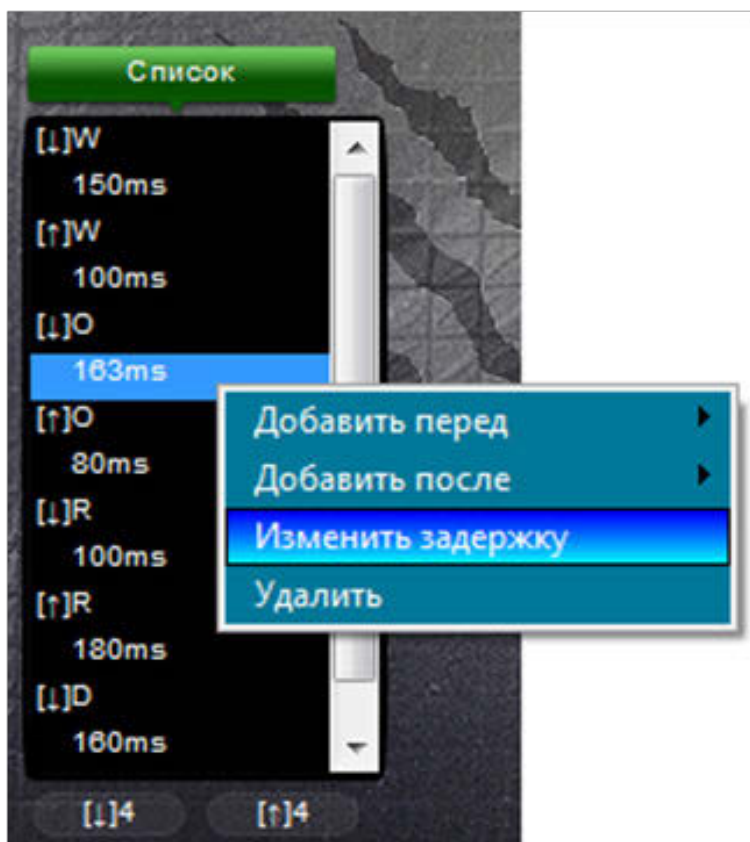 Список
[↓]W
150ms
[↑]W
100ms
[↓]O
163ms
[↑]O
80ms
[↓]R
100ms
[↑]R
180ms
[↓]D
160ms
Добавить перед
Добавить после
Изменить задержку
Удалить
[↓]4 [↑]4